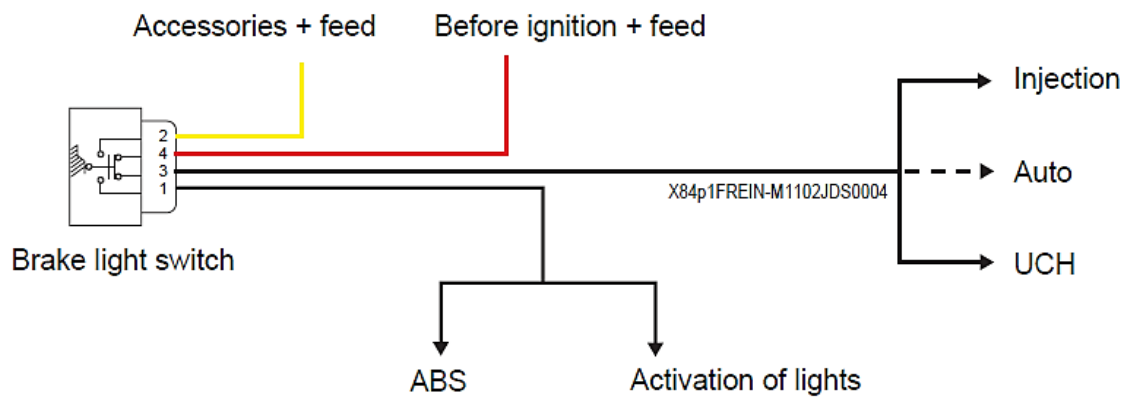 Accessories + feed
Before ignition + feed
Injection
2
4
3
1
Auto
X84p1FREIN-M1102JDS0004
Brake light switch
UCH
ABS
Activation of lights